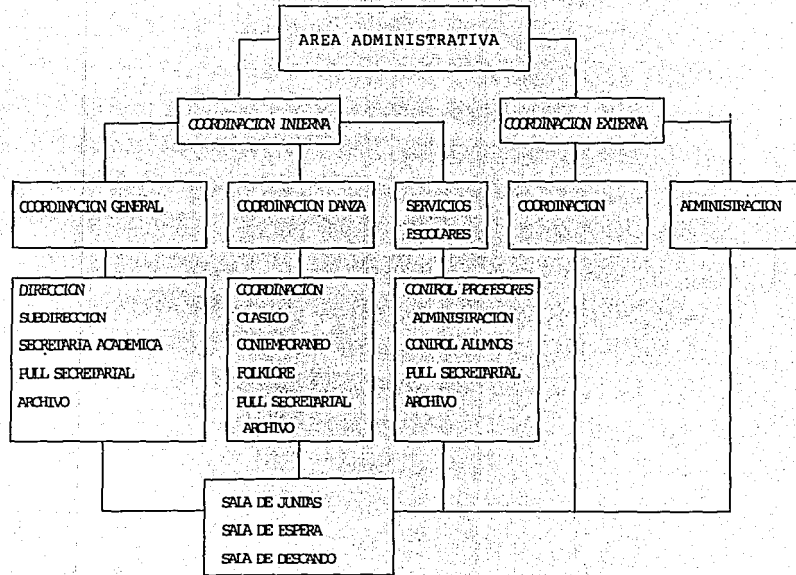 AREA ADMINISTRATIVA
COORDINACION INTERNA
COORDINACION EXTERNA
COORDINACION GENERAL
COORDINACION DANZA
SERVICIOS
ESCOLARES
COORDINACION
ADMINISTRACION
DIRECCION
SUBDIRECCION
SECRETARIA ACADEMICA
PULL SECRETARIAL
ARCHIVO
COORDINACION
CLASICO
CONTEMPORANEO
FOLKLORE
PULL SECRETARIAL
ARCHIVO
CONTROL PROFESORES
ADMINISTRACION
CONTROL ALUMNOS
PULL SECRETARIAL
ARCHIVO
SALA DE JUNTAS
SALA DE ESPERA
SALA DE DESCANDO